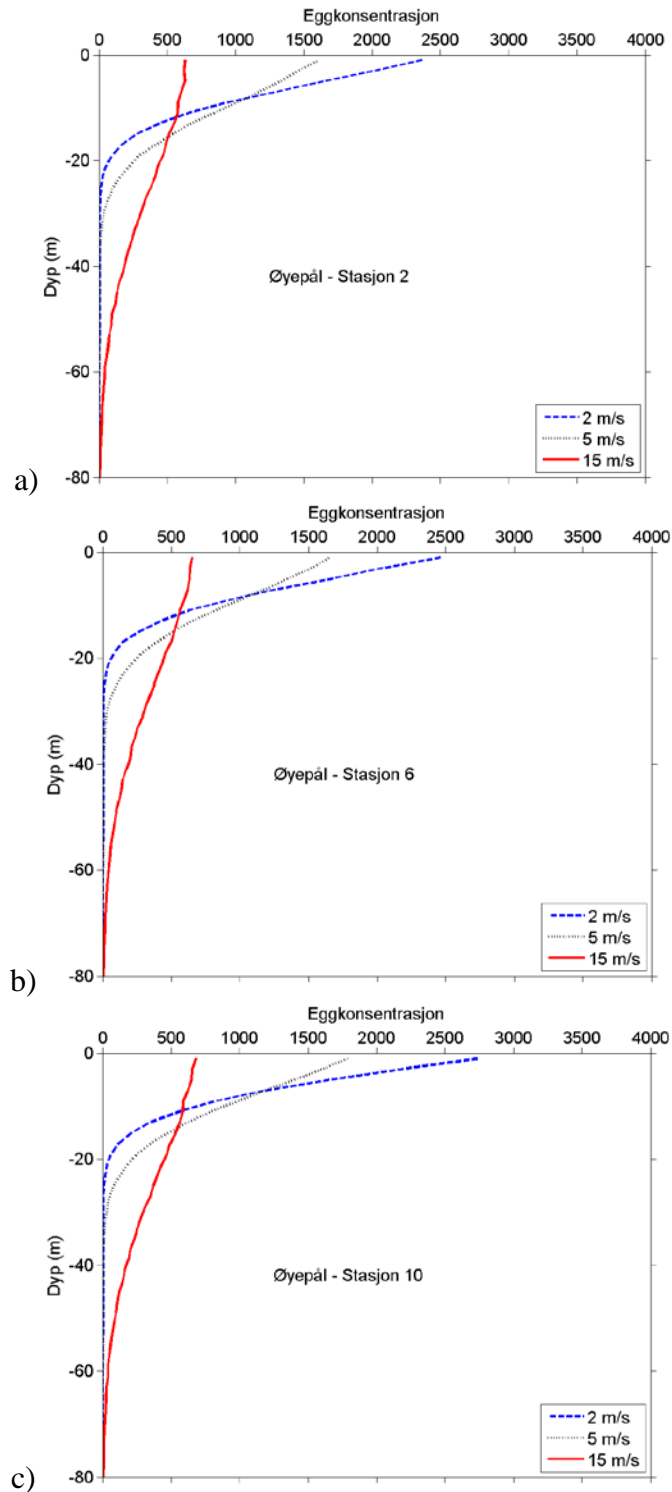 Eggkonsentrasjon
0 500 1000 1500 2000 2500 3000 3500 4000
0
-20
-40
-60
-80
Dyp (m)
Øyepål - Stasjon 2
2 m/s
5 m/s
15 m/s
a)
Eggkonsentrasjon
0 500 1000 1500 2000 2500 3000 3500 4000
0
-20
-40
-60
-80
Dyp (m)
Øyepål - Stasjon 6
2 m/s
5 m/s
15 m/s
b)
Eggkonsentrasjon
0 500 1000 1500 2000 2500 3000 3500 4000
0
-20
-40
-60
-80
Dyp (m)
Øyepål - Stasjon 10
2 m/s
5 m/s
15 m/s
c)